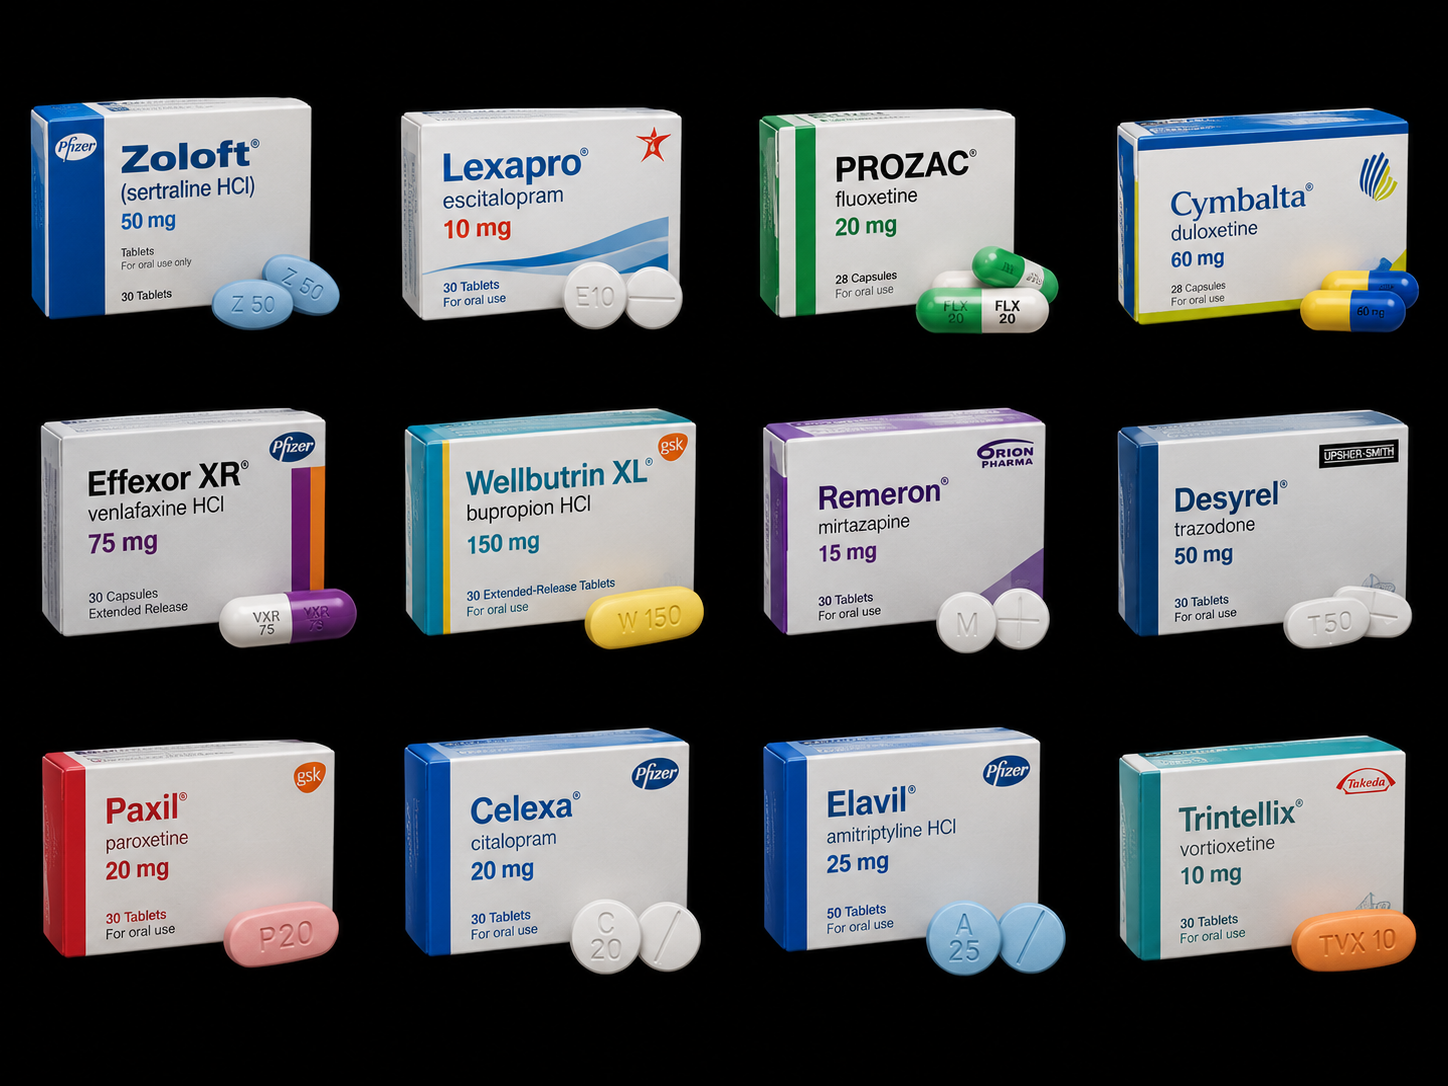 Pfizer
Zoloft®
(sertraline HCl)
50 mg
Tablets
For oral use only
30 Tablets
Z 50
Z 50
Lexapro®
escitalopram
10 mg
30 Tablets
For oral use
E10
PROZAC®
fluoxetine
20 mg
28 Capsules
For oral use
FLX
20
FLX
20
Cymbalta®
duloxetine
60 mg
28 Capsules
For oral use
60 ng
Pfizer
Effexor XR®
venlafaxine HCl
75 mg
30 Capsules
Extended Release
VXR
75
VXR
75
gsk
Wellbutrin XL®
bupropion HCl
150 mg
30 Extended-Release Tablets
For oral use
W 150
ORION
PHARMA
Remeron®
mirtazapine
15 mg
30 Tablets
For oral use
M
UPSHER-SMITH
Desyrel®
trazodone
50 mg
30 Tablets
For oral use
T50
gsk
Paxil®
paroxetine
20 mg
30 Tablets
For oral use
P20
Pfizer
Celexa®
citalopram
20 mg
30 Tablets
For oral use
C
20
Pfizer
Elavil®
amitriptyline HCl
25 mg
50 Tablets
For oral use
A
25
Takeda
Trintellix®
vortioxetine
10 mg
30 Tablets
For oral use
TVX 10